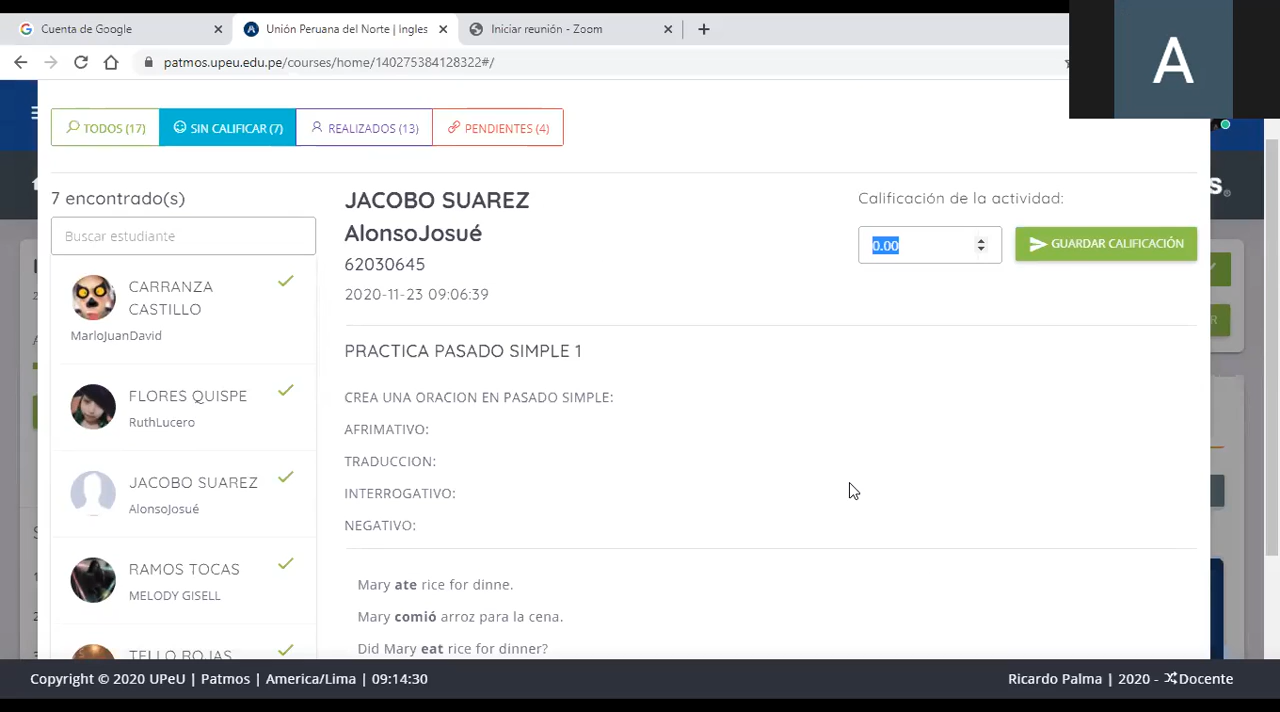 Cuenta de Google
Unión Peruana del Norte | Ingles
Iniciar reunión - Zoom
patmos.upeu.edu.pe/courses/home/140275384128322#/
A
TODOS (17)
SIN CALIFICAR (7)
REALIZADOS (13)
PENDIENTES (4)
7 encontrado(s)
Buscar estudiante
CARRANZA
CASTILLO
MarloJuanDavid
FLORES QUISPE
RuthLucero
JACOBO SUAREZ
AlonsoJosué
RAMOS TOCAS
MELODY GISELL
TELLO ROJAS
JACOBO SUAREZ
AlonsoJosué
62030645
2020-11-23 09:06:39
Calificación de la actividad:
0.00
GUARDAR CALIFICACIÓN
PRACTICA PASADO SIMPLE 1
CREA UNA ORACION EN PASADO SIMPLE:
AFRIMATIVO:
TRADUCCION:
INTERROGATIVO:
NEGATIVO:
Mary ate rice for dinne.
Mary comió arroz para la cena.
Did Mary eat rice for dinner?
Copyright © 2020 UPeU | Patmos | America/Lima | 09:14:30
Ricardo Palma | 2020 - Docente